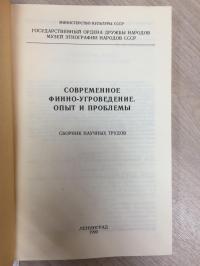 МИНИСТЕРСТВО КУЛЬТУРЫ СССР
ГОСУДАРСТВЕННЫЙ ОРДЕНА ДРУЖБЫ НАРОДОВ
МУЗЕЙ ЭТНОГРАФИИ НАРОДОВ СССР
СОВРЕМЕННОЕ
ФИННО-УГРОВЕДЕНИЕ.
ОПЫТ И ПРОБЛЕМЫ
СБОРНИК НАУЧНЫХ ТРУДОВ
ЛЕНИНГРАД
1990